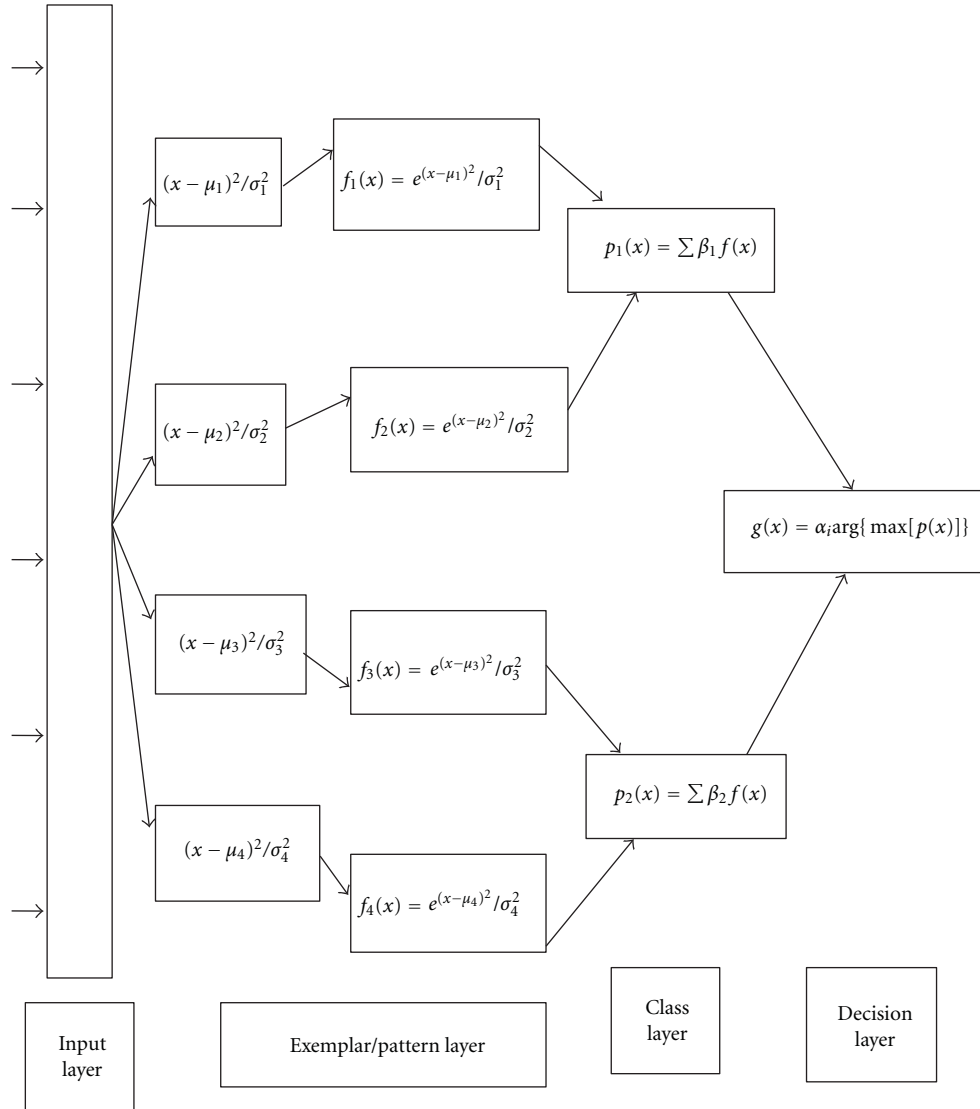 (x − μ₁)²/σ₁²
f₁(x) = e^{(x−μ₁)²}/σ₁²
p₁(x) = ∑ β₁ f(x)
(x − μ₂)²/σ₂²
f₂(x) = e^{(x−μ₂)²}/σ₂²
g(x) = αᵢarg{ max[p(x)]}
(x − μ₃)²/σ₃²
f₃(x) = e^{(x−μ₃)²}/σ₃²
p₂(x) = ∑ β₂ f(x)
(x − μ₄)²/σ₄²
f₄(x) = e^{(x−μ₄)²}/σ₄²
Input
layer
Exemplar/pattern layer
Class
layer
Decision
layer